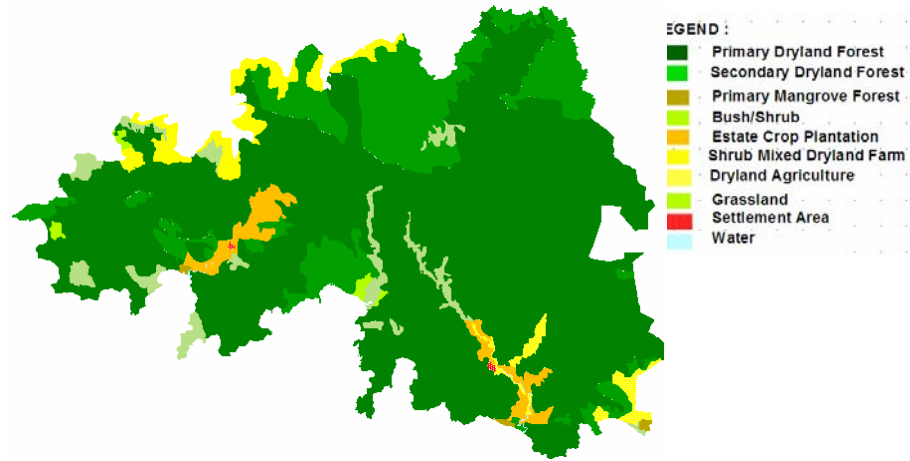 EGEND :
Primary Dryland Forest
Secondary Dryland Forest
Primary Mangrove Forest
Bush/Shrub
Estate Crop Plantation
Shrub Mixed Dryland Farm
Dryland Agriculture
Grassland
Settlement Area
Water